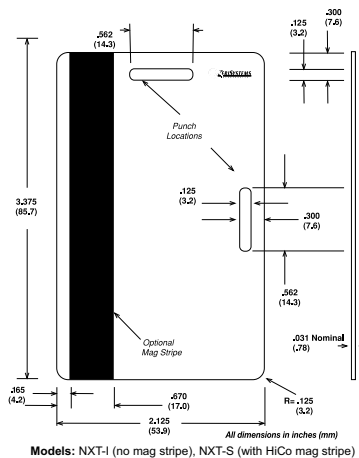 .562
(14.3)
.125
(3.2)
.300
(7.6)
Punch
Locations
3.375
(85.7)
.125
(3.2)
.300
(7.6)
.562
(14.3)
Optional
Mag Stripe
.031 Nominal
(.78)
.165
(4.2)
.670
(17.0)
R= .125
(3.2)
2.125
(53.9)
All dimensions in inches (mm)
Models: NXT-I (no mag stripe), NXT-S (with HiCo mag stripe)